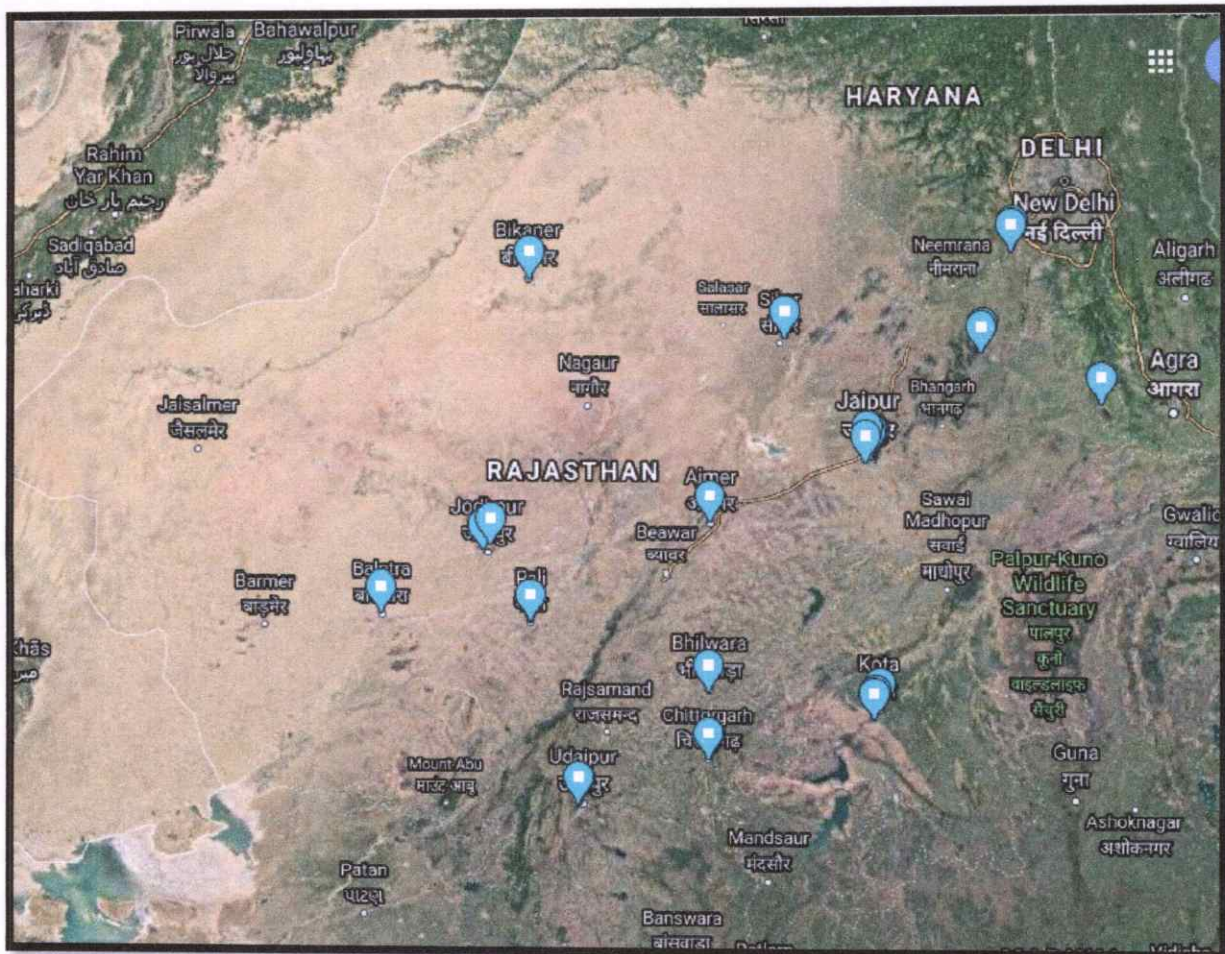 Pirwala
جلال پور
پیروالا
Bahawalpur
بہاولپور
HARYANA
DELHI
New Delhi
नई दिल्ली
Rahim
Yar Khan
رحیم یار خان
Sadiqabad
صادق آباد
Bikaner
Neemrana
नीमराना
Aligarh
अलीगढ़
Salasar
सालासर
Nagaur
नागौर
Jaisalmer
जैसलमेर
Bhangarh
भानगढ़
Agra
आगरा
Jaipur
RAJASTHAN
Ajmer
Beawar
ब्यावर
Sawai
Madhopur
सवाई
माधोपुर
Gwalio
ग्वालिय
Barmer
बाड़मेर
Palpur-Kuno
Wildlife
Sanctuary
पालपुर
कुनो
वाइल्डलाइफ
सैंचुरी
Khās
Bhilwara
Kota
Rajsamand
राजसमन्द
Chittorgarh
Udaipur
Mount Abu
माउंट आबू
Guna
गुना
Mandsaur
मंदसौर
Ashoknagar
अशोकनगर
Patan
પાટણ
Banswara
बांसवाड़ा